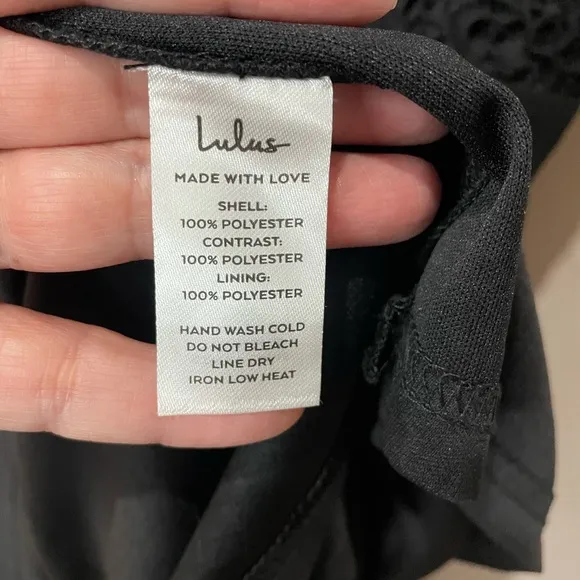 Lulus
MADE WITH LOVE
SHELL:
100% POLYESTER
CONTRAST:
100% POLYESTER
LINING:
100% POLYESTER
HAND WASH COLD
DO NOT BLEACH
LINE DRY
IRON LOW HEAT